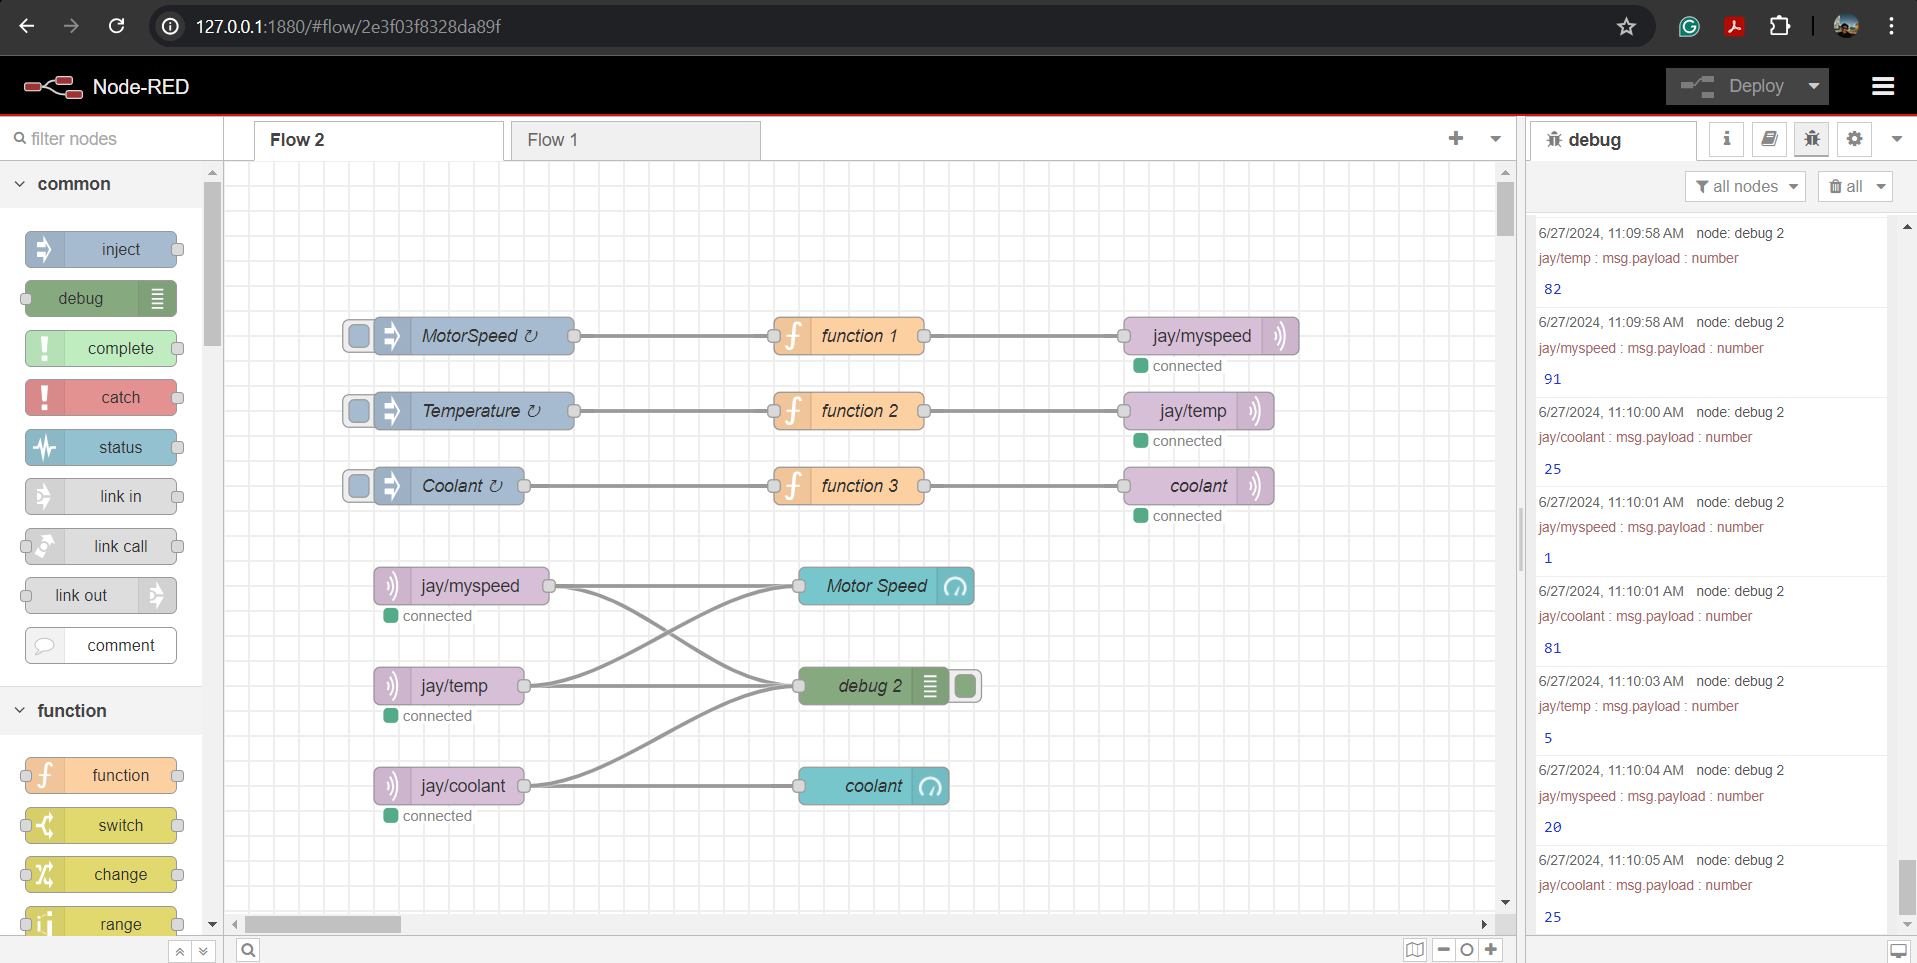 127.0.0.1:1880/#flow/2e3f03f8328da89f
Node-RED
Deploy
filter nodes
common
inject
debug
complete
catch
status
link in
link call
link out
comment
function
function
switch
change
range
Flow 2
Flow 1
MotorSpeed ↻
function 1
jay/myspeed
connected
Temperature ↻
function 2
jay/temp
connected
Coolant ↻
function 3
coolant
connected
jay/myspeed
connected
Motor Speed
jay/temp
connected
debug 2
jay/coolant
connected
coolant
debug
all nodes
all
6/27/2024, 11:09:58 AM node: debug 2
jay/temp : msg.payload : number
82
6/27/2024, 11:09:58 AM node: debug 2
jay/myspeed : msg.payload : number
91
6/27/2024, 11:10:00 AM node: debug 2
jay/coolant : msg.payload : number
25
6/27/2024, 11:10:01 AM node: debug 2
jay/myspeed : msg.payload : number
1
6/27/2024, 11:10:01 AM node: debug 2
jay/coolant : msg.payload : number
81
6/27/2024, 11:10:03 AM node: debug 2
jay/temp : msg.payload : number
5
6/27/2024, 11:10:04 AM node: debug 2
jay/myspeed : msg.payload : number
20
6/27/2024, 11:10:05 AM node: debug 2
jay/coolant : msg.payload : number
25